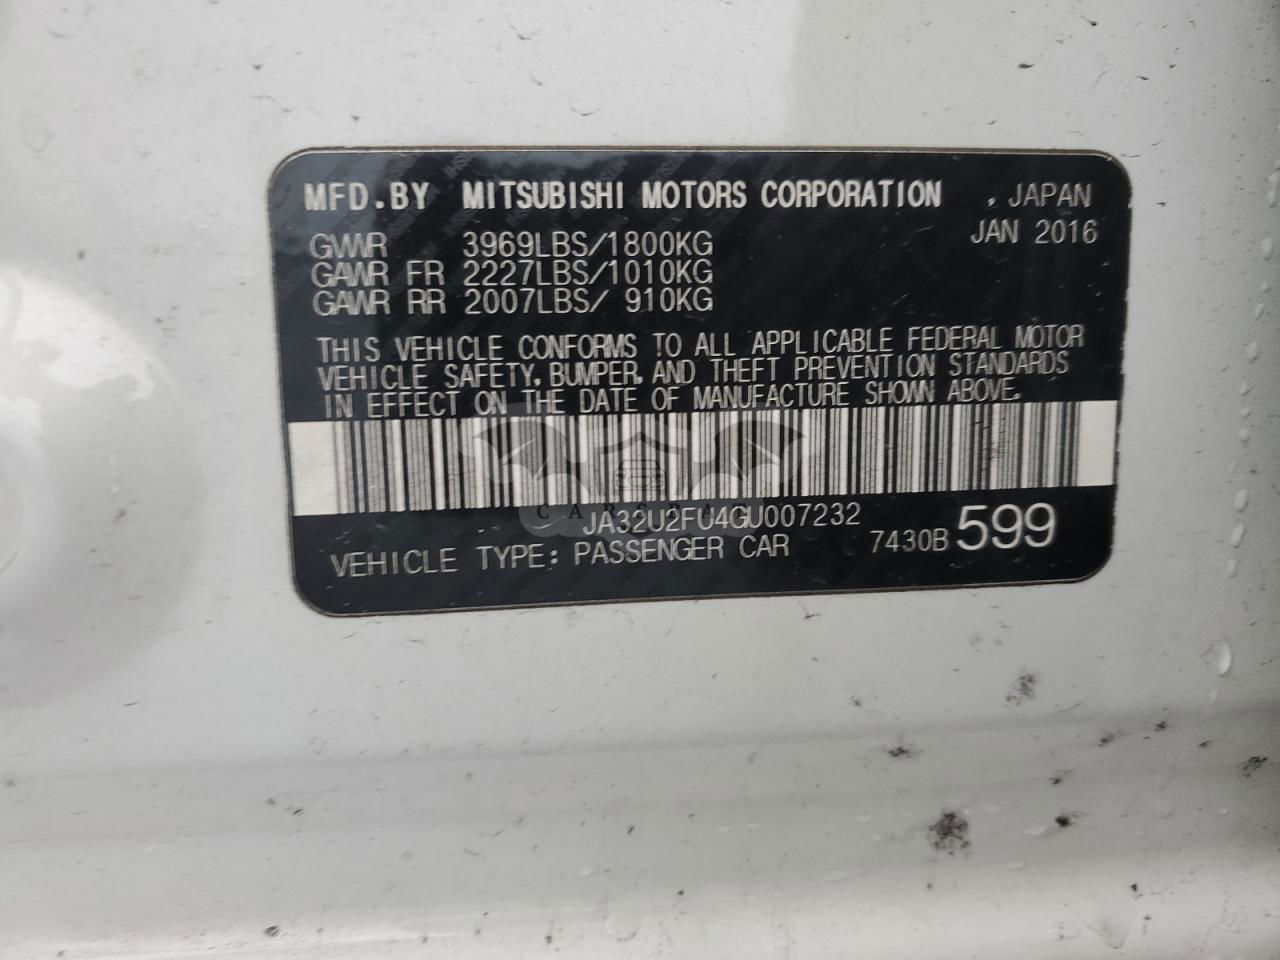 MFD.BY MITSUBISHI MOTORS CORPORATION , JAPAN
JAN 2016
GVWR 3969LBS/1800KG
GAWR FR 2227LBS/1010KG
GAWR RR 2007LBS/ 910KG
THIS VEHICLE CONFORMS TO ALL APPLICABLE FEDERAL MOTOR
VEHICLE SAFETY, BUMPER, AND THEFT PREVENTION STANDARDS
IN EFFECT ON THE DATE OF MANUFACTURE SHOWN ABOVE.
JA32U2FU4GU007232
VEHICLE TYPE: PASSENGER CAR 7430B 599